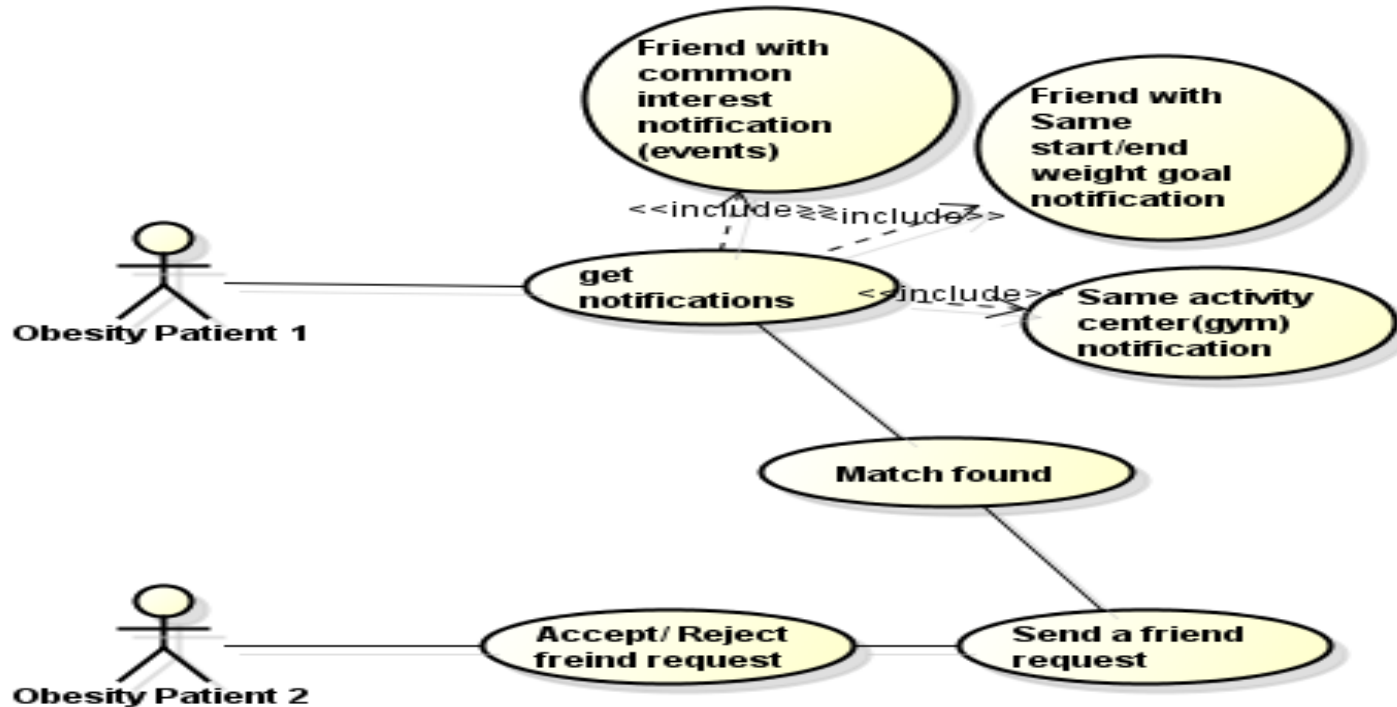 Friend with
common
interest
notification
(events)
Friend with
Same
start/end
weight goal
notification
<<include>>
<<include>>
get
notifications
<<include>>
Same activity
center(gym)
notification
Obesity Patient 1
Match found
Accept/ Reject
freind request
Send a friend
request
Obesity Patient 2